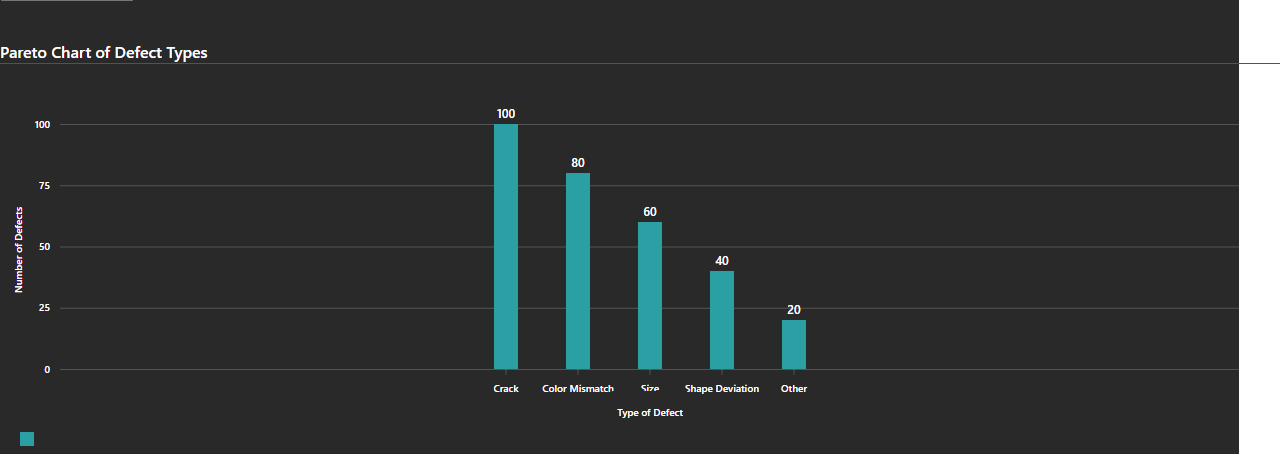 Pareto Chart of Defect Types
100
100
80
75
60
Number of Defects
50
40
25
20
0
Crack Color Mismatch Size Shape Deviation Other
Type of Defect